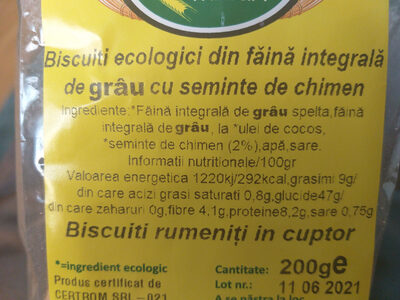 Biscuiti ecologici din făină integrală
de grâu cu seminte de chimen
Ingrediente:*Făină integrală de grâu spelta,făină
integrală de grâu, la *ulei de cocos,
*seminte de chimen (2%),apă,sare.
Informatii nutritionale/100gr
Valoarea energetica 1220kj/292kcal,grasimi 9g/
din care acizi grasi saturati 0,8g,glucide47g/
din care zaharuri 0g,fibre 4,1g,proteine8,2g,sare 0,75g
Biscuiti rumeniți in cuptor
*=ingredient ecologic
Produs certificat de
CERTROM SRL -021
Cantitate: 200g e
Lot nr.: 11 06 2021
A se păstra la loc